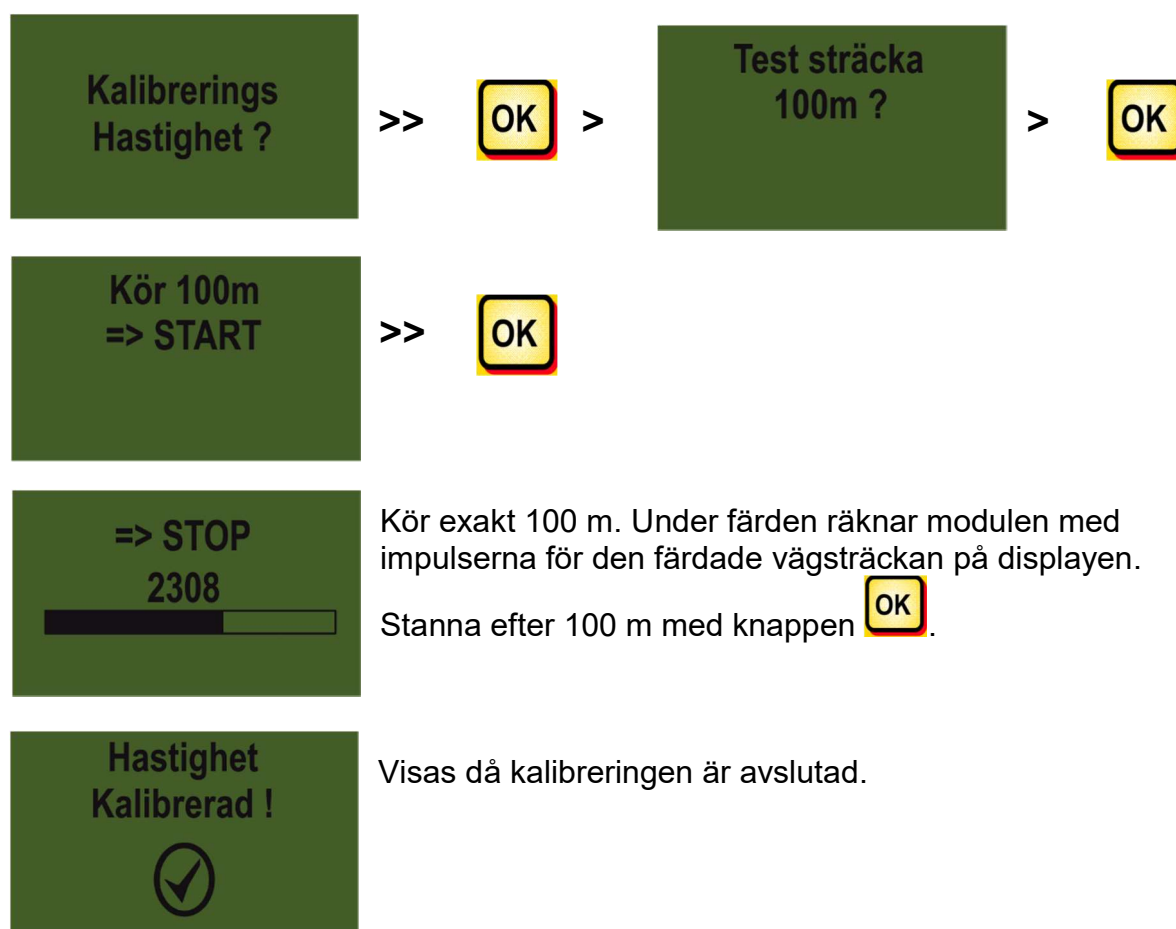 Kalibrerings
Hastighet ?
>>
OK
>
Test sträcka
100m ?
>
OK
Kör 100m
=> START
>>
OK
=> STOP
2308
Kör exakt 100 m. Under färden räknar modulen med
impulserna för den färdade vägsträckan på displayen.
Stanna efter 100 m med knappen OK.
Hastighet
Kalibrerad !
Visas då kalibreringen är avslutad.